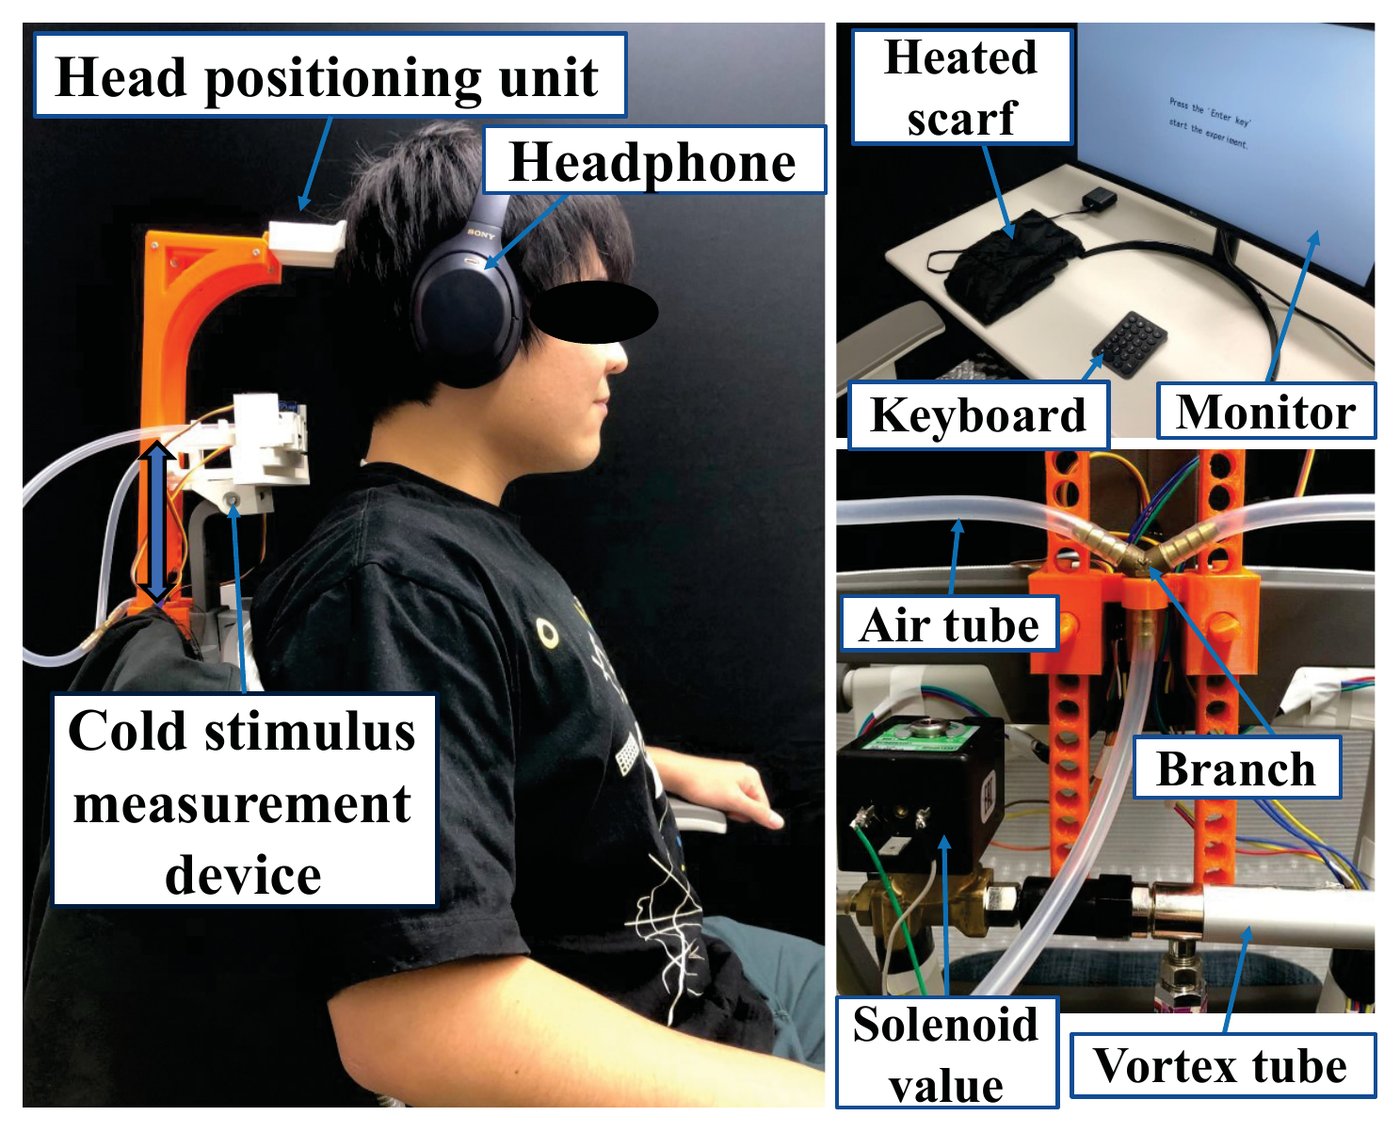 Head positioning unit
Headphone
SONY
Cold stimulus
measurement
device
Heated
scarf
Press the 'Enter key'
start the experiment.
Keyboard
Monitor
Air tube
Branch
Solenoid
value
Vortex tube